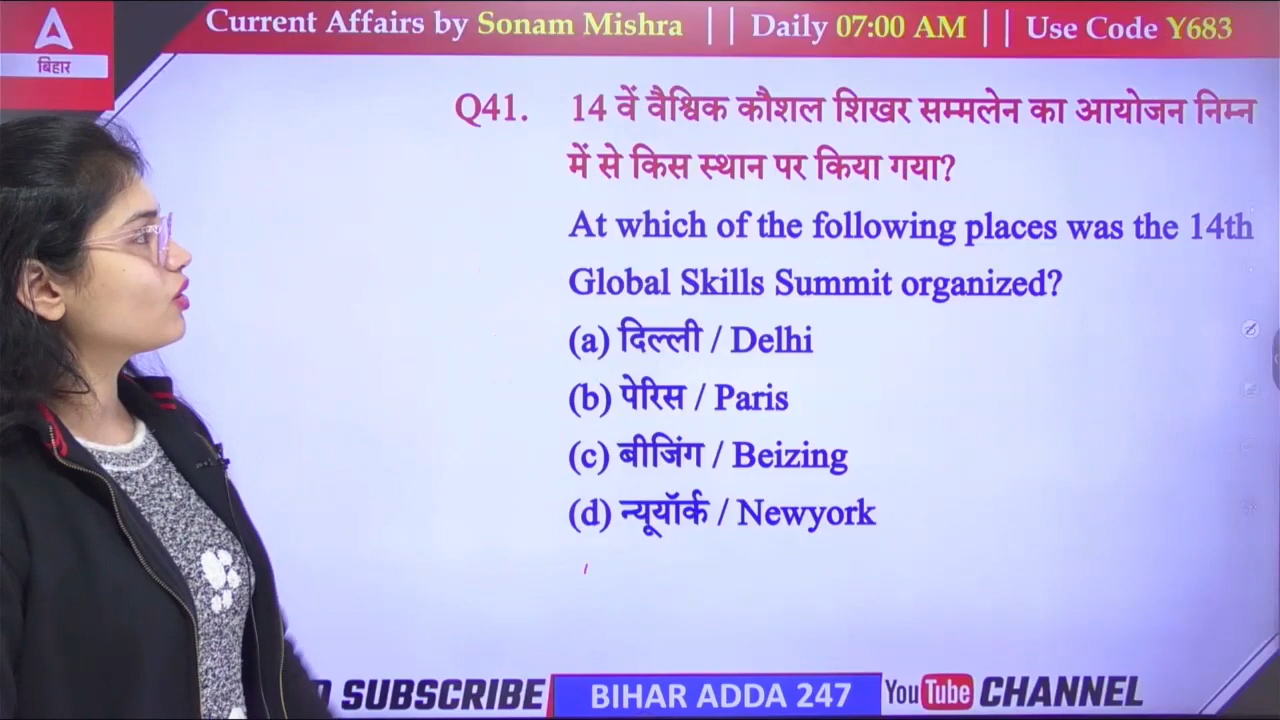 Current Affairs by Sonam Mishra || Daily 07:00 AM || Use Code Y683
बिहार
Q41. 14 वें वैश्विक कौशल शिखर सम्मलेन का आयोजन निम्न
में से किस स्थान पर किया गया?
At which of the following places was the 14th
Global Skills Summit organized?
(a) दिल्ली / Delhi
(b) पेरिस / Paris
(c) बीजिंग / Beizing
(d) न्यूयॉर्क / Newyork
SUBSCRIBE BIHAR ADDA 247 YouTube CHANNEL